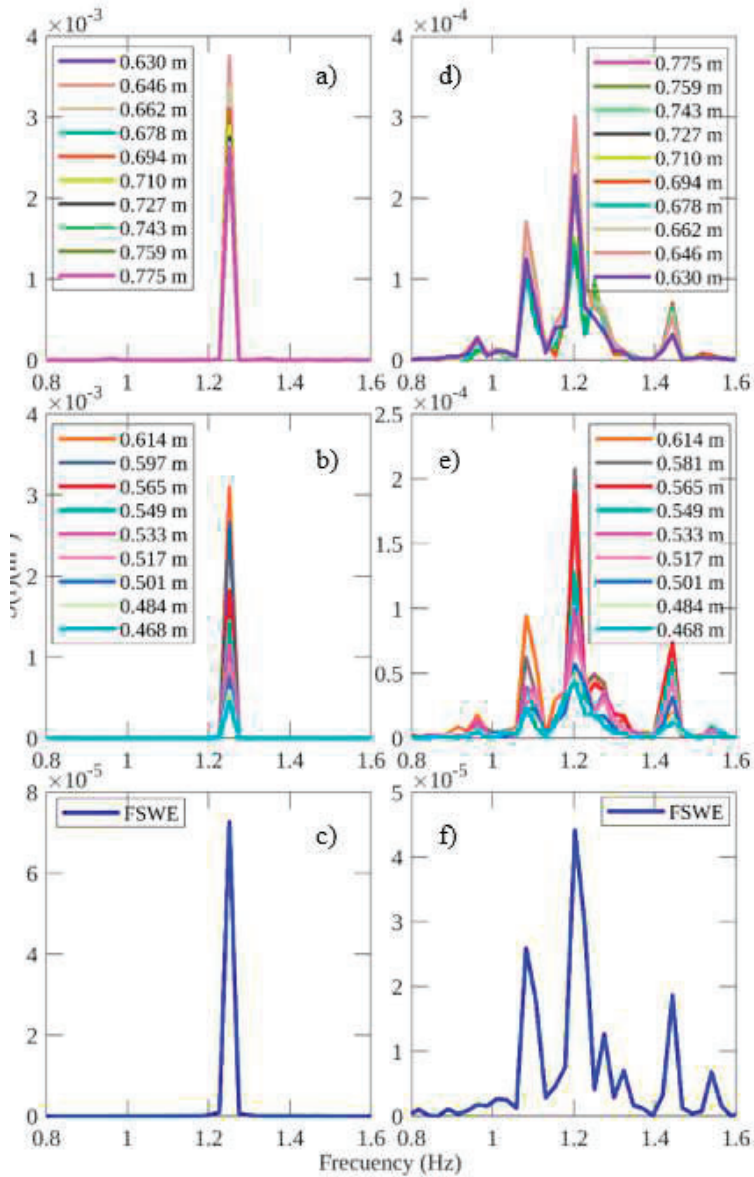 ×10⁻³
4
3
2
1
0
a)
0.630 m
0.646 m
0.662 m
0.678 m
0.694 m
0.710 m
0.727 m
0.743 m
0.759 m
0.775 m
0.8 1 1.2 1.4 1.6
×10⁻⁴
4
3
2
1
0
d)
0.775 m
0.759 m
0.743 m
0.727 m
0.710 m
0.694 m
0.678 m
0.662 m
0.646 m
0.630 m
0.8 1 1.2 1.4 1.6
×10⁻³
4
3
2
1
0
b)
0.614 m
0.597 m
0.565 m
0.549 m
0.533 m
0.517 m
0.501 m
0.484 m
0.468 m
0.8 1 1.2 1.4 1.6
2.5 ×10⁻⁴
2
1.5
1
0.5
0
e)
0.614 m
0.581 m
0.565 m
0.549 m
0.533 m
0.517 m
0.501 m
0.484 m
0.468 m
0.8 1 1.2 1.4 1.6
×10⁻⁵
8
6
4
2
0
FSWE
c)
0.8 1 1.2 1.4 1.6
×10⁻⁵
5
4
3
2
1
0
FSWE
f)
0.8 1 1.2 1.4 1.6
Frecuency (Hz)